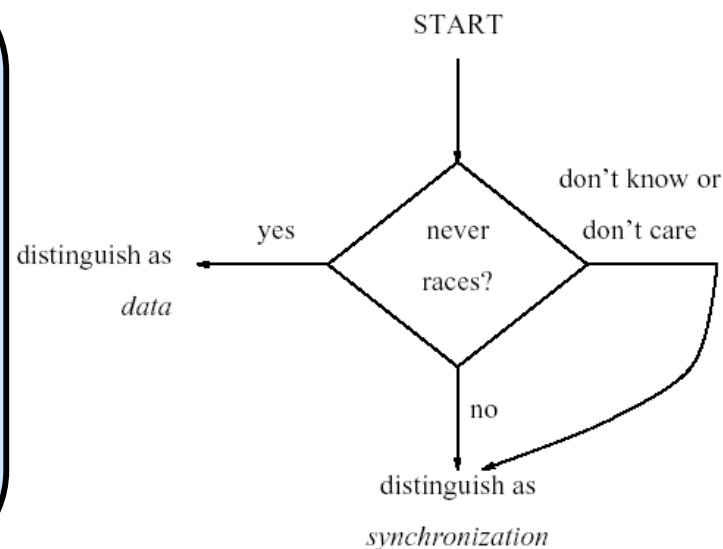 START
don't know or
don't care
yes
never
races?
distinguish as
data
no
distinguish as
synchronization